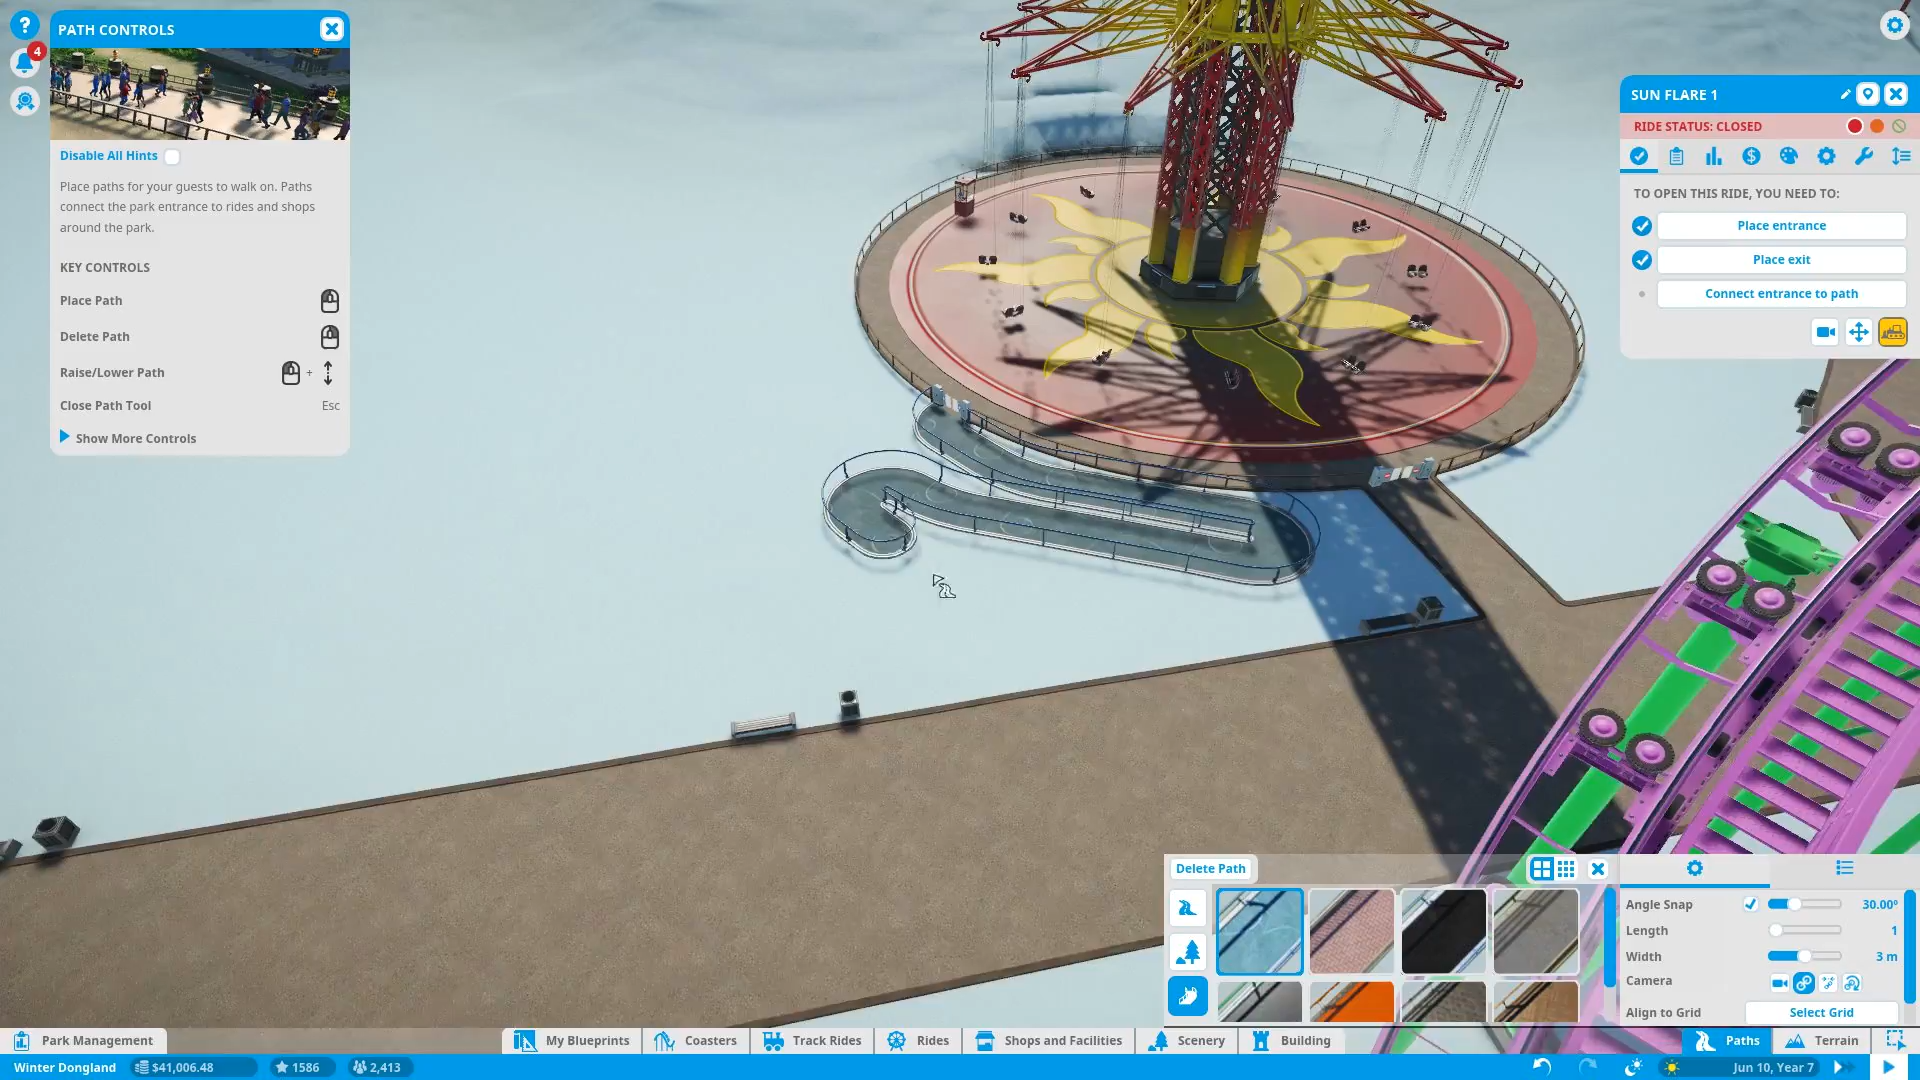 ?
4
PATH CONTROLS
Disable All Hints
Place paths for your guests to walk on. Paths
connect the park entrance to rides and shops
around the park.
KEY CONTROLS
Place Path
Delete Path
Raise/Lower Path
+
Close Path Tool Esc
Show More Controls
SUN FLARE 1
RIDE STATUS: CLOSED
TO OPEN THIS RIDE, YOU NEED TO:
Place entrance
Place exit
Connect entrance to path
Delete Path
Angle Snap 30.00°
Length 1
Width 3 m
Camera
Align to Grid Select Grid
Park Management
My Blueprints
Coasters
Track Rides
Rides
Shops and Facilities
Scenery
Building
Paths
Terrain
Winter Dongland
$41,006.48
1586
2,413
Jun 10, Year 7